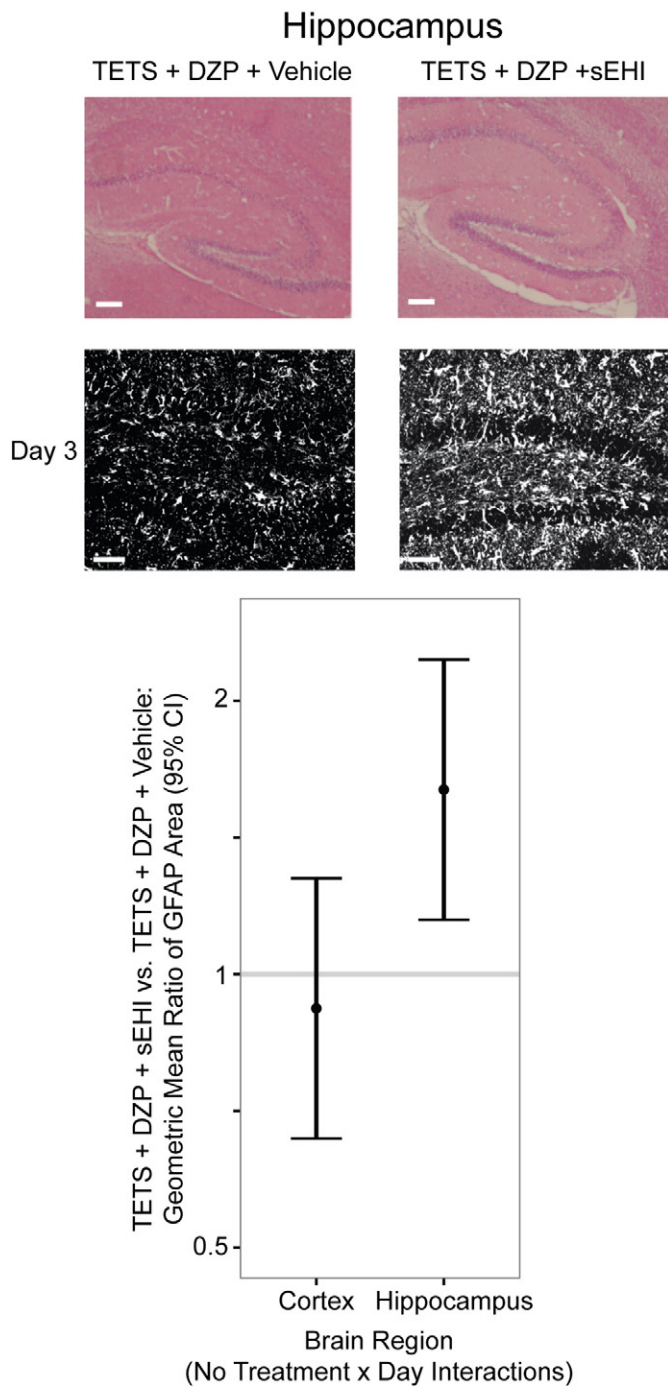 Hippocampus
TETS + DZP + Vehicle
TETS + DZP +sEHI
Day 3
TETS + DZP + sEHI vs. TETS + DZP + Vehicle:
Geometric Mean Ratio of GFAP Area (95% CI)
2
1
0.5
Cortex
Hippocampus
Brain Region
(No Treatment x Day Interactions)